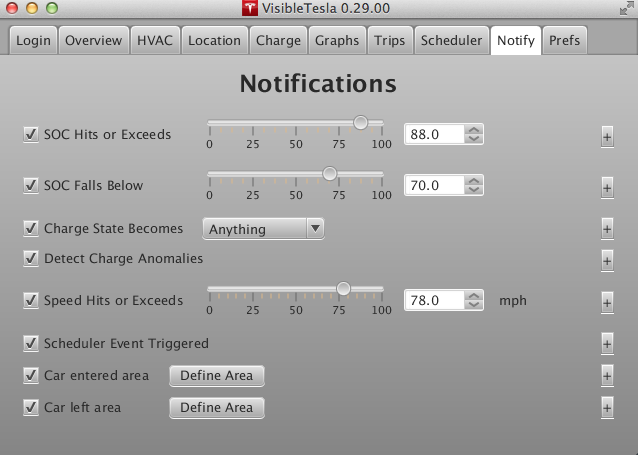 VisibleTesla 0.29.00
Login Overview HVAC Location Charge Graphs Trips Scheduler Notify Prefs
Notifications
SOC Hits or Exceeds 0 25 50 75 100 88.0 +
SOC Falls Below 0 25 50 75 100 70.0 +
Charge State Becomes Anything +
Detect Charge Anomalies +
Speed Hits or Exceeds 0 25 50 75 100 78.0 mph +
Scheduler Event Triggered +
Car entered area Define Area +
Car left area Define Area +